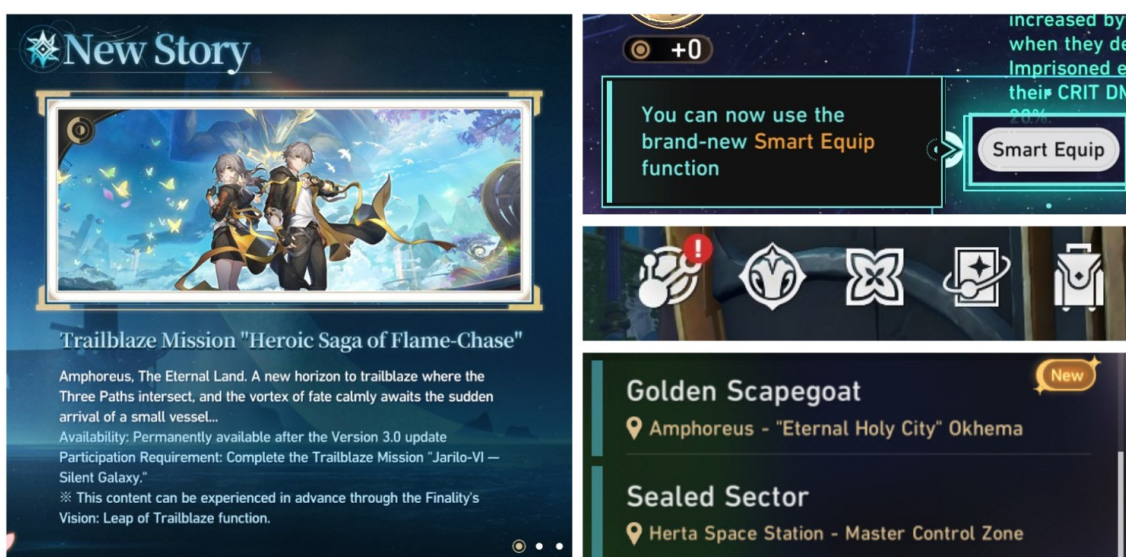 New Story
Trailblaze Mission "Heroic Saga of Flame-Chase"
Amphoreus, The Eternal Land. A new horizon to trailblaze where the
Three Paths intersect, and the vortex of fate calmly awaits the sudden
arrival of a small vessel...
Availability: Permanently available after the Version 3.0 update
Participation Requirement: Complete the Trailblaze Mission "Jarilo-VI —
Silent Galaxy."
※ This content can be experienced in advance through the Finality's
Vision: Leap of Trailblaze function.
+0
increased by
when they de
Imprisoned e
their CRIT DM
20%.
You can now use the
brand-new Smart Equip
function
Smart Equip
!
Golden Scapegoat
New
Amphoreus - "Eternal Holy City" Okhema
Sealed Sector
Herta Space Station - Master Control Zone